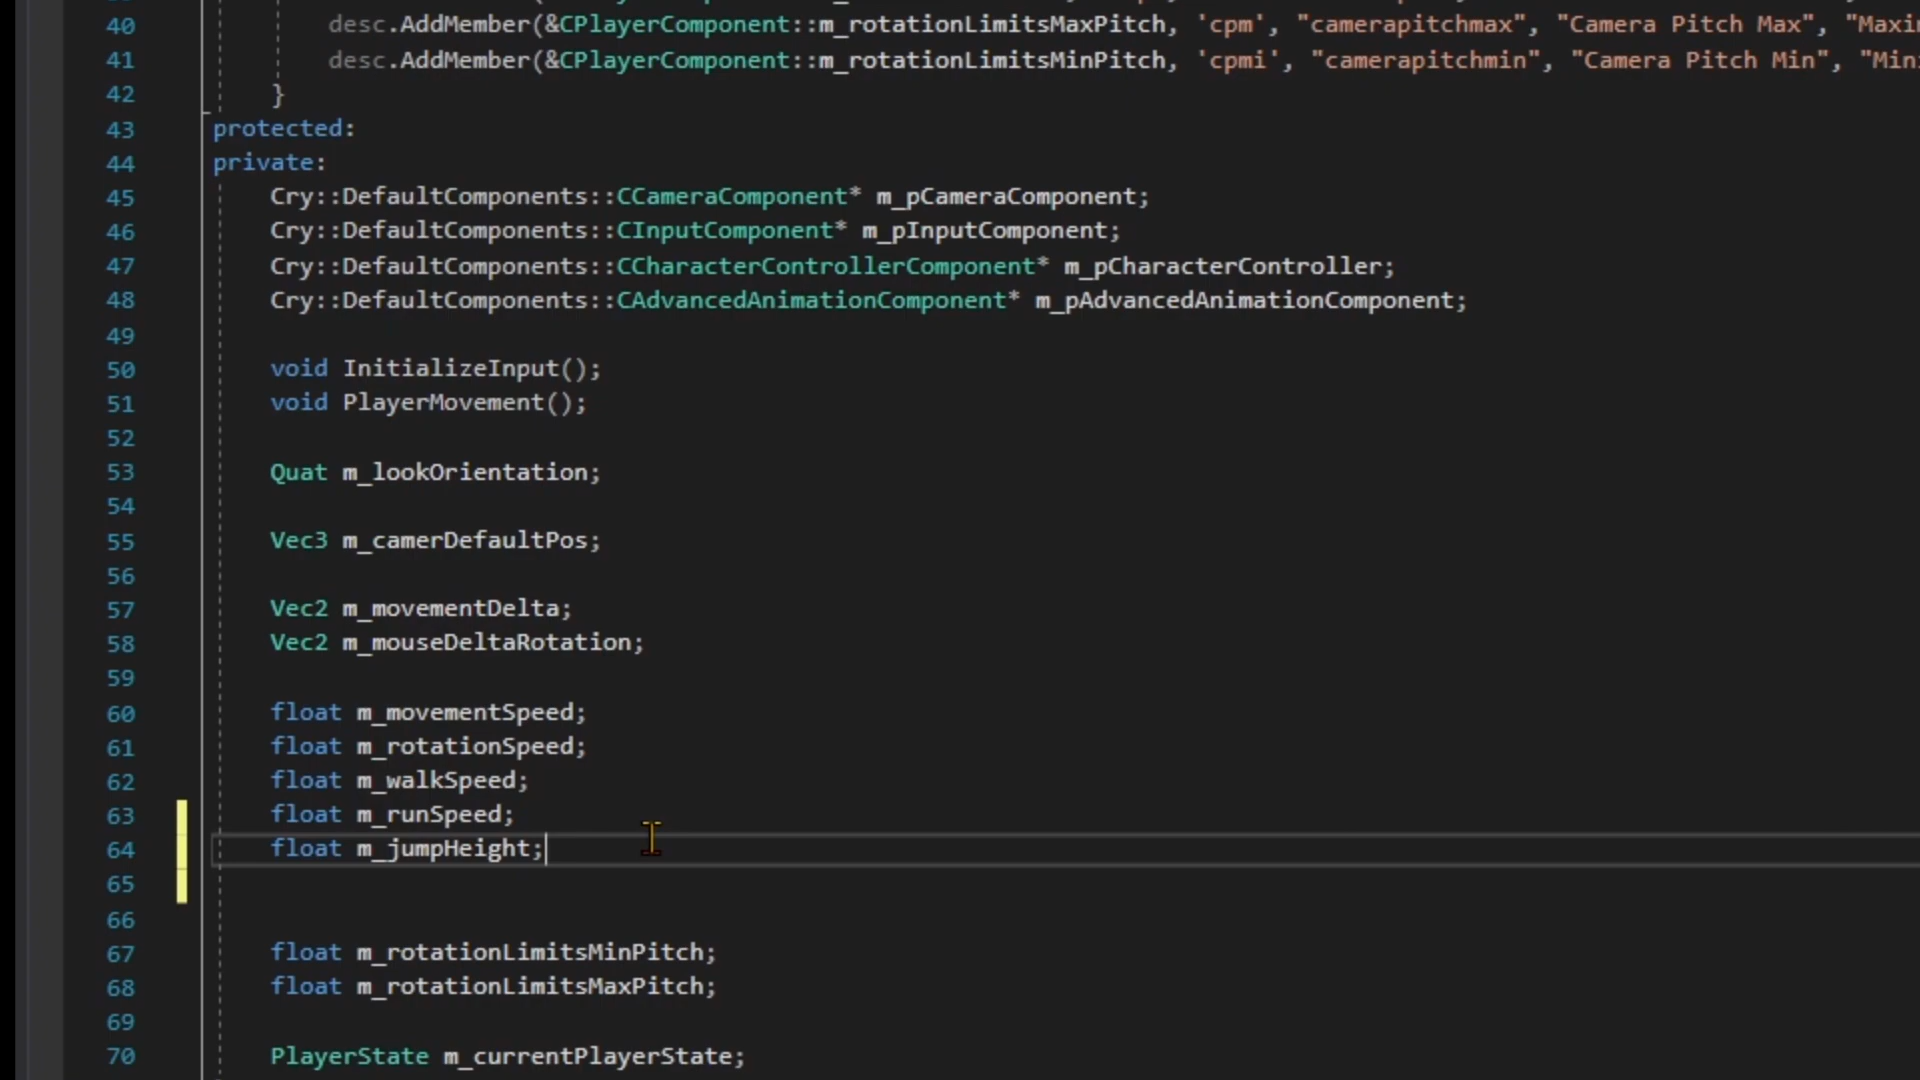 40 desc.AddMember(&CPlayerComponent::m_rotationLimitsMaxPitch, 'cpm', "camerapitchmax", "Camera Pitch Max", "Maxi
41 desc.AddMember(&CPlayerComponent::m_rotationLimitsMinPitch, 'cpmi', "camerapitchmin", "Camera Pitch Min", "Min
42 }
43 protected:
44 private:
45 Cry::DefaultComponents::CCameraComponent* m_pCameraComponent;
46 Cry::DefaultComponents::CInputComponent* m_pInputComponent;
47 Cry::DefaultComponents::CCharacterControllerComponent* m_pCharacterController;
48 Cry::DefaultComponents::CAdvancedAnimationComponent* m_pAdvancedAnimationComponent;
49
50 void InitializeInput();
51 void PlayerMovement();
52
53 Quat m_lookOrientation;
54
55 Vec3 m_camerDefaultPos;
56
57 Vec2 m_movementDelta;
58 Vec2 m_mouseDeltaRotation;
59
60 float m_movementSpeed;
61 float m_rotationSpeed;
62 float m_walkSpeed;
63 float m_runSpeed;
64 float m_jumpHeight;
65
66
67 float m_rotationLimitsMinPitch;
68 float m_rotationLimitsMaxPitch;
69
70 PlayerState m_currentPlayerState;